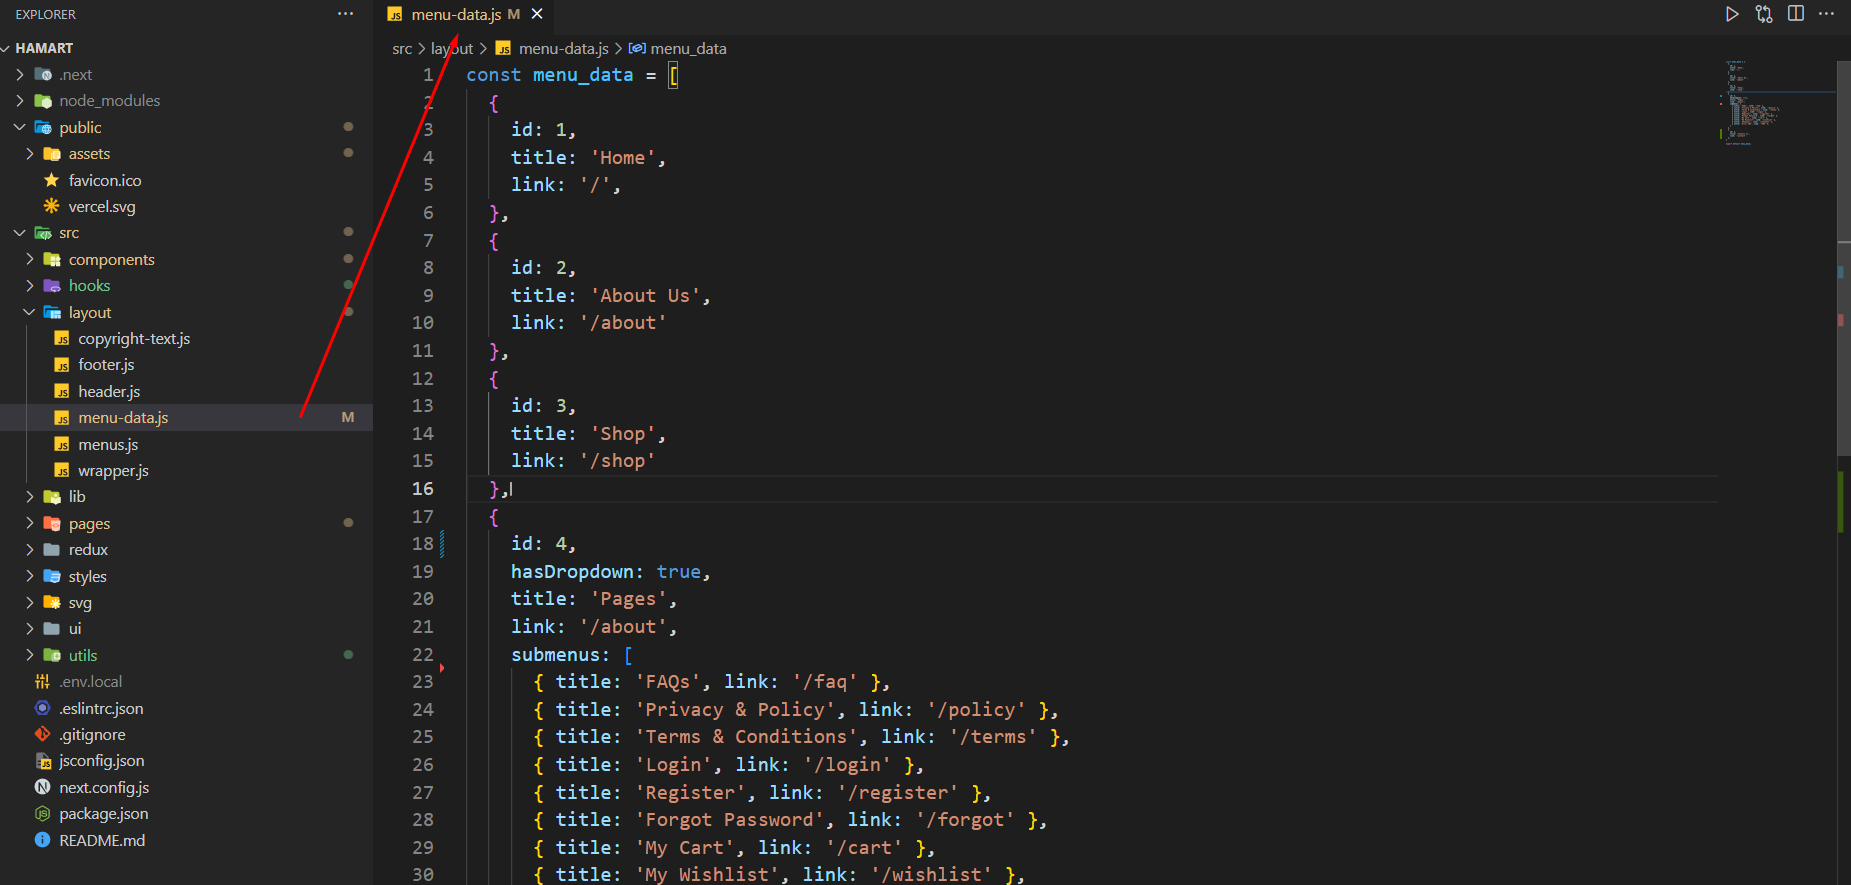 EXPLORER
HAMART
.next
node_modules
public
assets
favicon.ico
vercel.svg
src
components
hooks
layout
copyright-text.js
footer.js
header.js
menu-data.js M
menus.js
wrapper.js
lib
pages
redux
styles
svg
ui
utils
.env.local
.eslintrc.json
.gitignore
jsconfig.json
next.config.js
package.json
README.md
menu-data.js M
src > layout > menu-data.js > menu_data
1 const menu_data = [
2 {
3 id: 1,
4 title: 'Home',
5 link: '/',
6 },
7 {
8 id: 2,
9 title: 'About Us',
10 link: '/about'
11 },
12 {
13 id: 3,
14 title: 'Shop',
15 link: '/shop'
16 },
17 {
18 id: 4,
19 hasDropdown: true,
20 title: 'Pages',
21 link: '/about',
22 submenus: [
23 { title: 'FAQs', link: '/faq' },
24 { title: 'Privacy & Policy', link: '/policy' },
25 { title: 'Terms & Conditions', link: '/terms' },
26 { title: 'Login', link: '/login' },
27 { title: 'Register', link: '/register' },
28 { title: 'Forgot Password', link: '/forgot' },
29 { title: 'My Cart', link: '/cart' },
30 { title: 'My Wishlist', link: '/wishlist' },